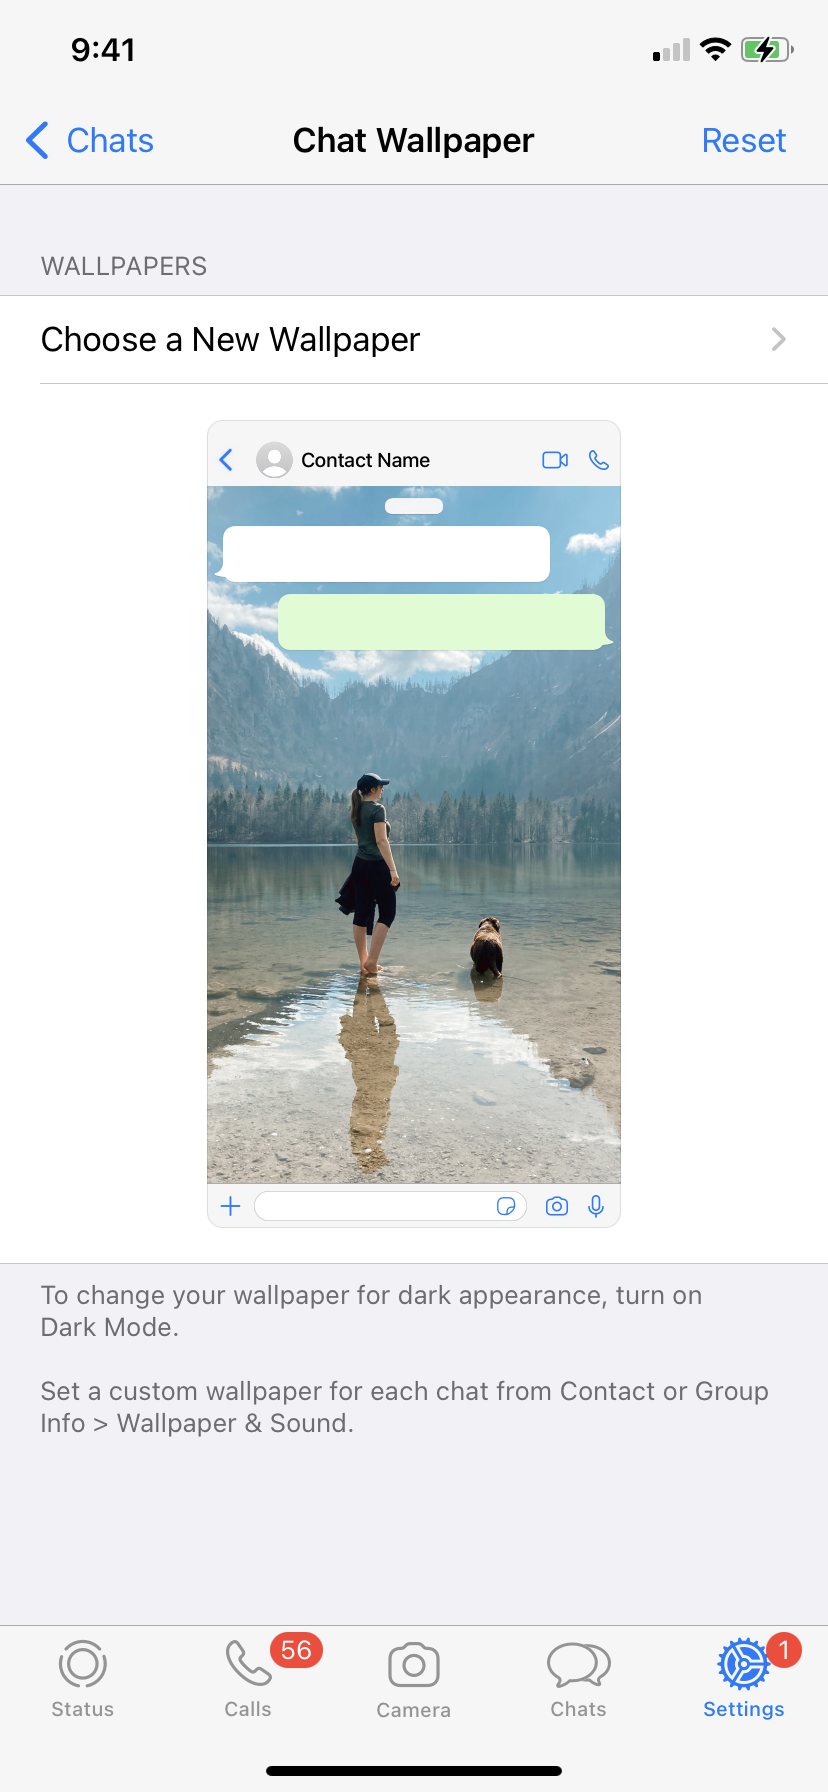 9:41
Chats
Chat Wallpaper
Reset
WALLPAPERS
Choose a New Wallpaper
Contact Name
To change your wallpaper for dark appearance, turn on
Dark Mode.
Set a custom wallpaper for each chat from Contact or Group
Info > Wallpaper & Sound.
56
1
Status
Calls
Camera
Chats
Settings